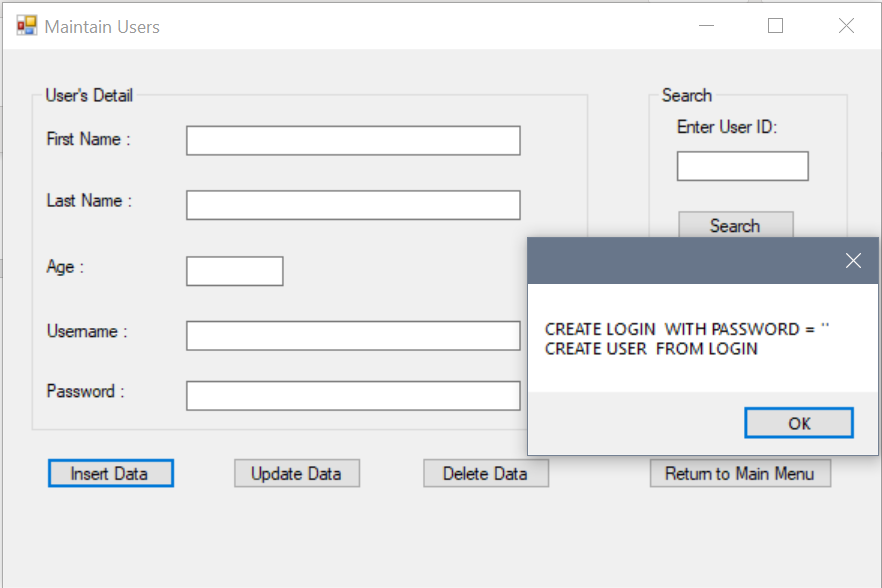 Maintain Users
User's Detail
First Name :
Last Name :
Age :
Username :
Password :
Search
Enter User ID:
Search
CREATE LOGIN  WITH PASSWORD = ''
CREATE USER  FROM LOGIN
OK
Insert Data
Update Data
Delete Data
Return to Main Menu